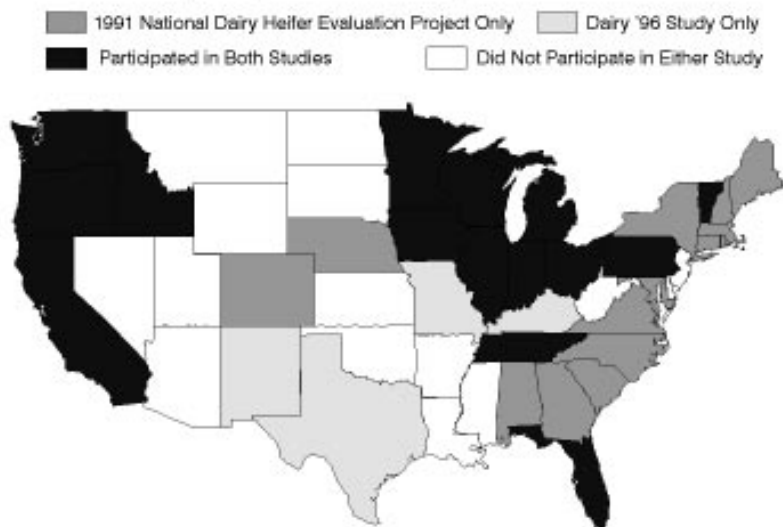 1991 National Dairy Heifer Evaluation Project Only
Dairy '96 Study Only
Participated in Both Studies
Did Not Participate in Either Study